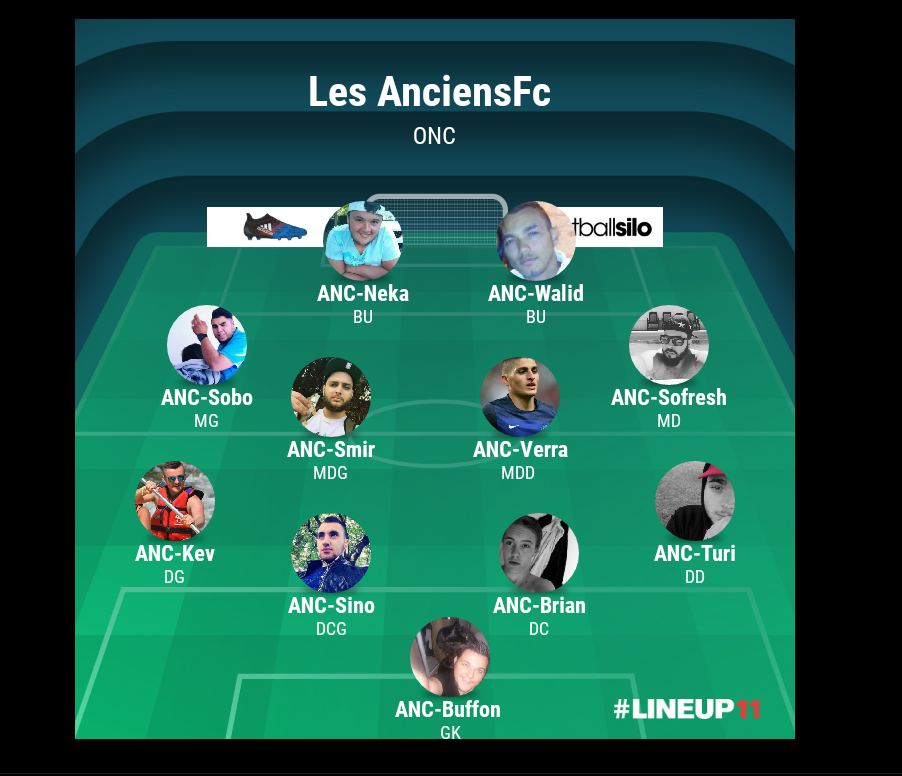 Les AnciensFc
ONC
tballsilo
ANC-Neka
BU
ANC-Walid
BU
ANC-Sobo
MG
ANC-Sofresh
MD
ANC-Smir
MDG
ANC-Verra
MDD
ANC-Kev
DG
ANC-Turi
DD
ANC-Sino
DCG
ANC-Brian
DC
ANC-Buffon
GK
#LINEUP11